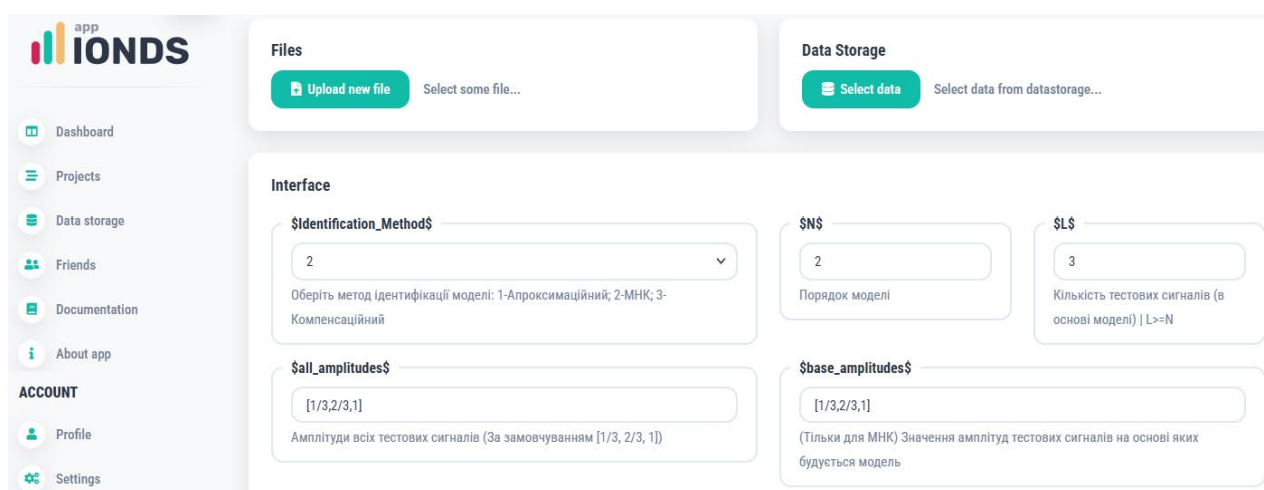 app
IONDS
Dashboard
Projects
Data storage
Friends
Documentation
About app
ACCOUNT
Profile
Settings
Files
Upload new file
Select some file...
Data Storage
Select data
Select data from datastorage...
Interface
$Identification_Method$
2
Оберіть метод ідентифікації моделі: 1-Апроксимаційний; 2-МНК; 3-
Компенсаційний
$N$
2
Порядок моделі
$L$
3
Кількість тестових сигналів (в
основі моделі) | L>=N
$all_amplitudes$
[1/3,2/3,1]
Амплітуди всіх тестових сигналів (За замовчуванням [1/3, 2/3, 1])
$base_amplitudes$
[1/3,2/3,1]
(Тільки для МНК) Значення амплітуд тестових сигналів на основі яких
будується модель